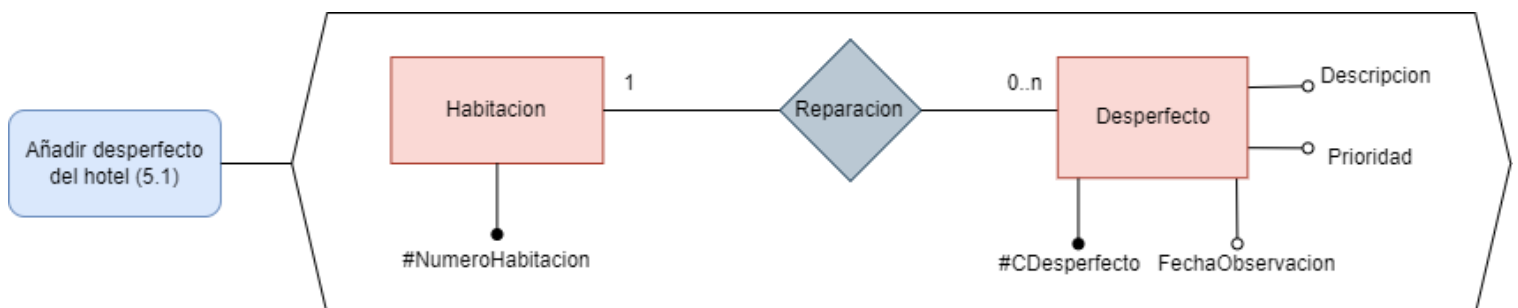 Añadir desperfecto
del hotel (5.1)
Habitacion
1
Reparacion
0..n
Desperfecto
Descripcion
Prioridad
#NumeroHabitacion
#CDesperfecto
FechaObservacion